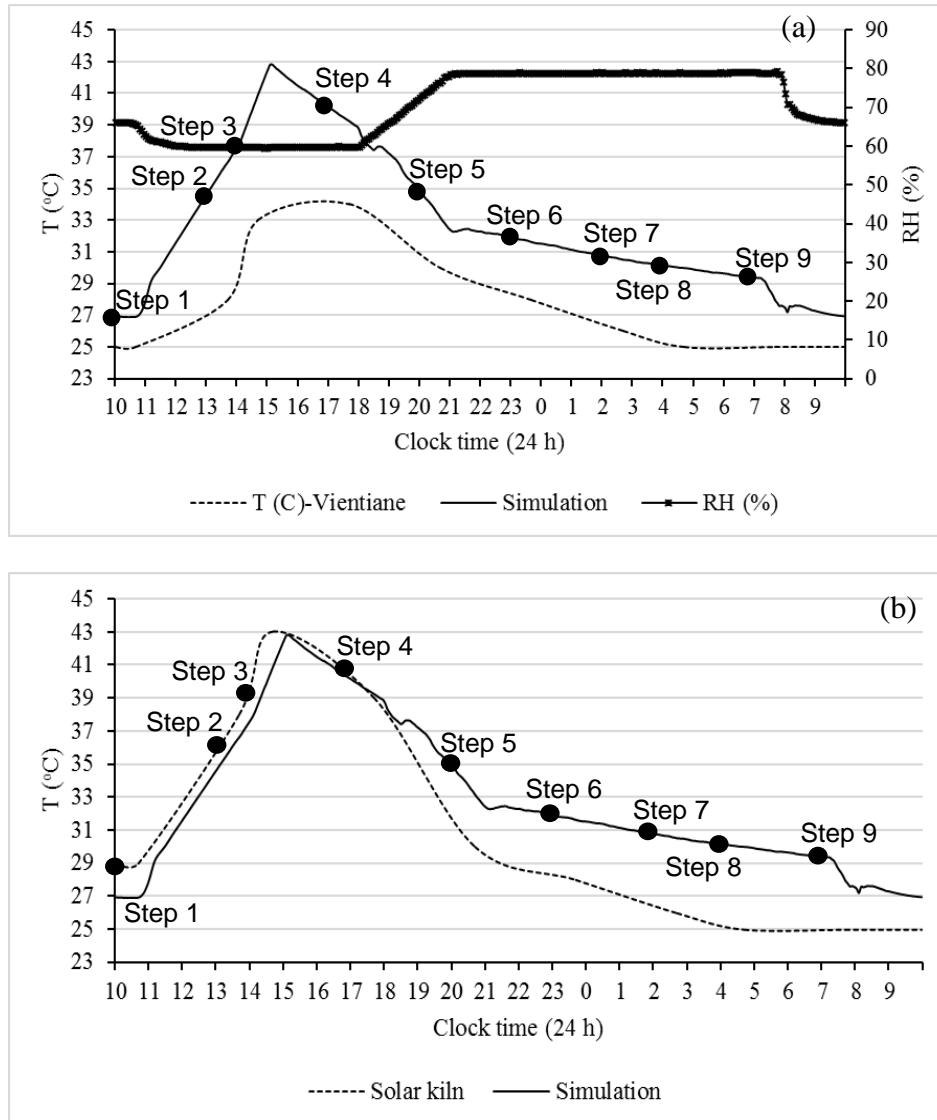 (a)
T (°C)
45
43
41
39
37
35
33
31
29
27
25
23
90
80
70
60
50
40
30
20
10
0
RH (%)
Step 1
Step 2
Step 3
Step 4
Step 5
Step 6
Step 7
Step 8
Step 9
10 11 12 13 14 15 16 17 18 19 20 21 22 23 0 1 2 3 4 5 6 7 8 9
Clock time (24 h)
T (C)-Vientiane Simulation RH (%)
(b)
T (°C)
45
43
41
39
37
35
33
31
29
27
25
23
Step 1
Step 2
Step 3
Step 4
Step 5
Step 6
Step 7
Step 8
Step 9
10 11 12 13 14 15 16 17 18 19 20 21 22 23 0 1 2 3 4 5 6 7 8 9
Clock time (24 h)
Solar kiln Simulation